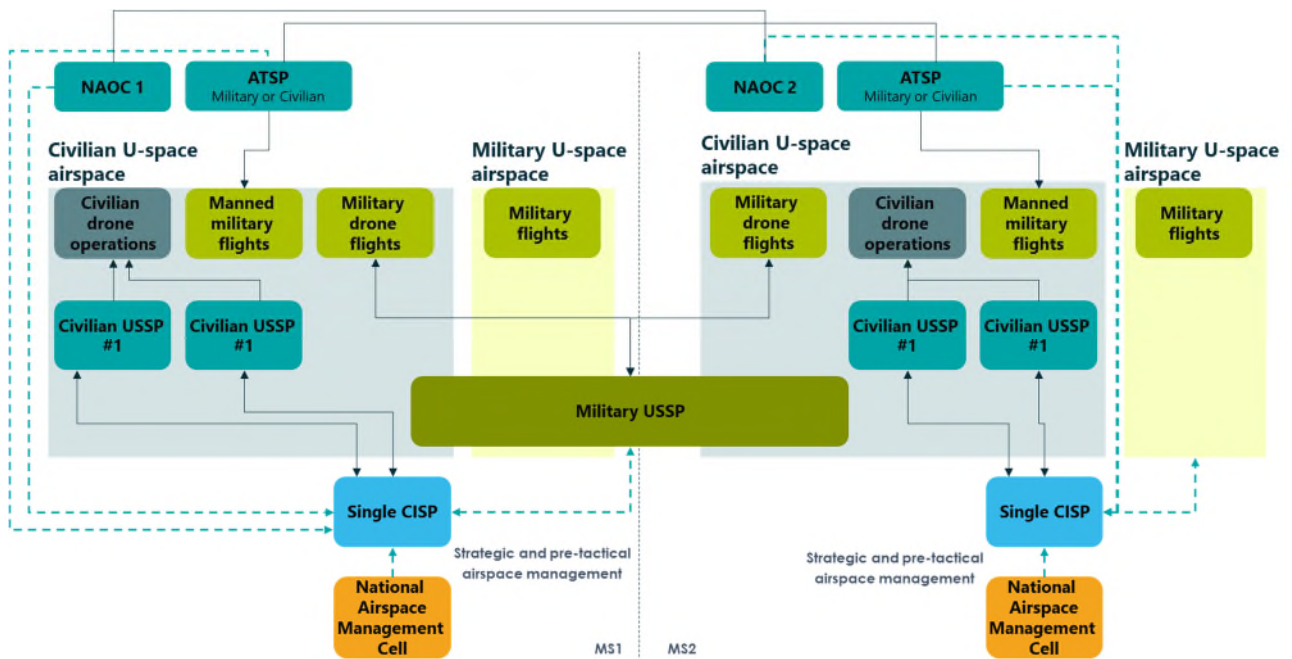 NAOC 1
ATSP
Military or Civilian
NAOC 2
ATSP
Military or Civilian
Civilian U-space
airspace
Military U-space
airspace
Civilian U-space
airspace
Military U-space
airspace
Civilian
drone
operations
Manned
military
flights
Military
drone
flights
Military
flights
Military
drone
flights
Civilian
drone
operations
Manned
military
flights
Military
flights
Civilian USSP
#1
Civilian USSP
#1
Civilian USSP
#1
Civilian USSP
#1
Military USSP
Single CISP
Single CISP
Strategic and pre-tactical
airspace management
Strategic and pre-tactical
airspace management
National
Airspace
Management
Cell
National
Airspace
Management
Cell
MS1
MS2